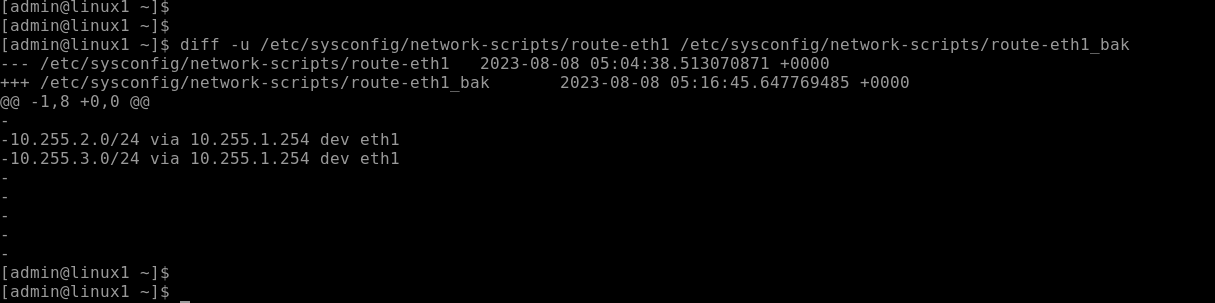 [admin@linux1 ~]$
[admin@linux1 ~]$
[admin@linux1 ~]$ diff -u /etc/sysconfig/network-scripts/route-eth1 /etc/sysconfig/network-scripts/route-eth1_bak
--- /etc/sysconfig/network-scripts/route-eth1   2023-08-08 05:04:38.513070871 +0000
+++ /etc/sysconfig/network-scripts/route-eth1_bak       2023-08-08 05:16:45.647769485 +0000
@@ -1,8 +0,0 @@
-
-10.255.2.0/24 via 10.255.1.254 dev eth1
-10.255.3.0/24 via 10.255.1.254 dev eth1
-
-
-
-
-
[admin@linux1 ~]$
[admin@linux1 ~]$